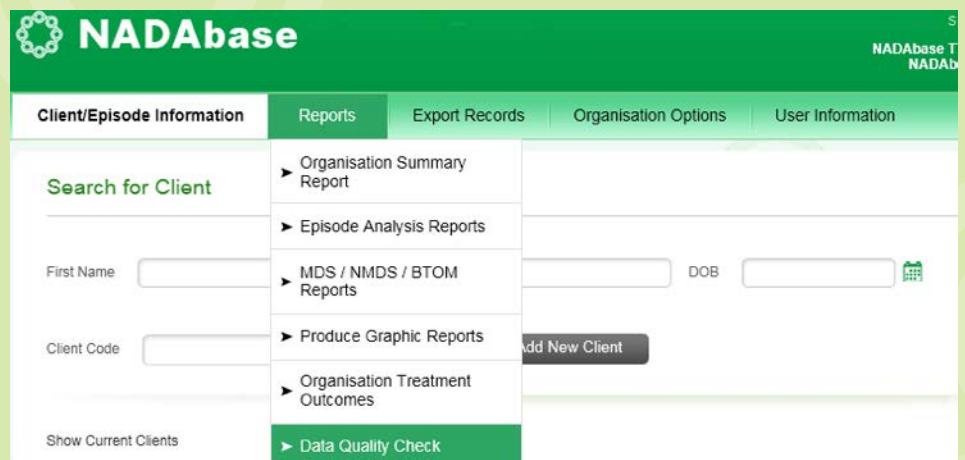 NADAbase
S
NADAbase T
NADAb
Client/Episode Information Reports Export Records Organisation Options User Information
Search for Client
Organisation Summary
Report
Episode Analysis Reports
MDS / NMDS / BTOM
Reports
Produce Graphic Reports
Organisation Treatment
Outcomes
Data Quality Check
First Name DOB
Client Code dd New Client
Show Current Clients